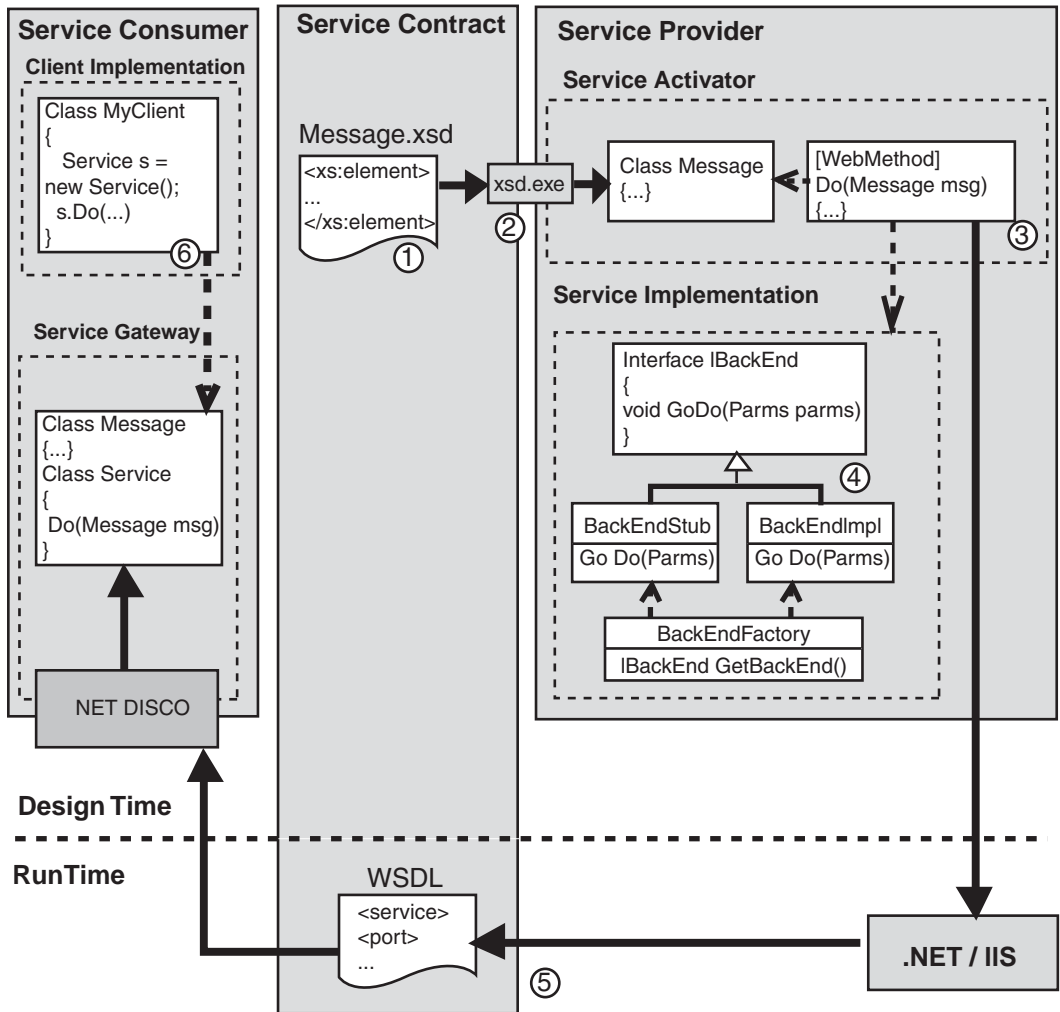 Service Consumer
Client Implementation
Class MyClient
{
Service s =
new Service();
s.Do(...)
}
⑥
Service Gateway
Class Message
{...}
Class Service
{
Do(Message msg)
}
NET DISCO
Service Contract
Message.xsd
<xs:element>
...
</xs:element>
①
xsd.exe
②
Service Provider
Service Activator
Class Message
{...}
[WebMethod]
Do(Message msg)
{...}
③
Service Implementation
Interface IBackEnd
{
void GoDo(Parms parms)
}
④
BackEndStub
Go Do(Parms)
BackEndImpl
Go Do(Parms)
BackEndFactory
IBackEnd GetBackEnd()
Design Time
RunTime
WSDL
<service>
<port>
...
⑤
.NET / IIS